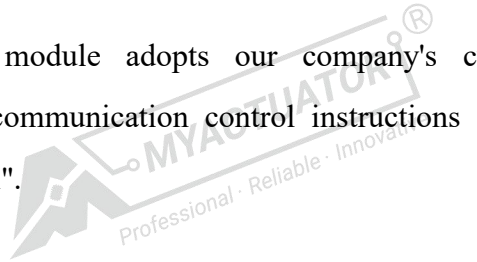 ®
module adopts our company's c
communication control instructions
MYACTUATOR
".
Professional · Reliable · Innovati